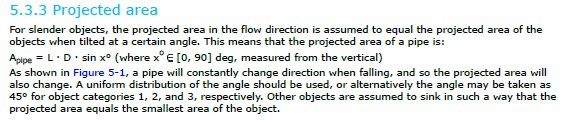 5.3.3 Projected area
For slender objects, the projected area in the flow direction is assumed to equal the projected area of the
objects when tilted at a certain angle. This means that the projected area of a pipe is:
Apipe = L · D · sin xº (where xº ∈ [0, 90] deg, measured from the vertical)
As shown in Figure 5-1, a pipe will constantly change direction when falling, and so the projected area will
also change. A uniform distribution of the angle should be used, or alternatively the angle may be taken as
45º for object categories 1, 2, and 3, respectively. Other objects are assumed to sink in such a way that the
projected area equals the smallest area of the object.